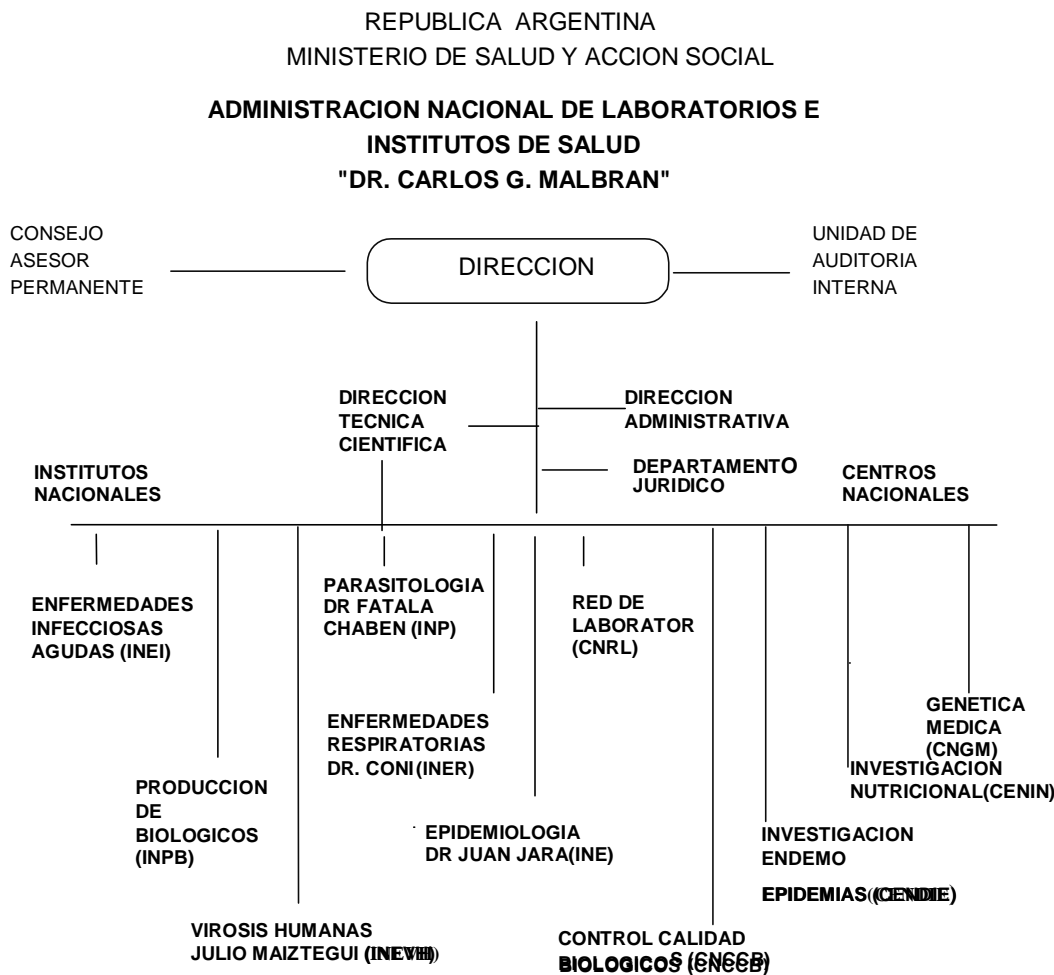 REPUBLICA ARGENTINA
MINISTERIO DE SALUD Y ACCION SOCIAL
ADMINISTRACION NACIONAL DE LABORATORIOS E
INSTITUTOS DE SALUD
"DR. CARLOS G. MALBRAN"
CONSEJO
ASESOR
PERMANENTE
DIRECCION
UNIDAD DE
AUDITORIA
INTERNA
DIRECCION
TECNICA
CIENTIFICA
DIRECCION
ADMINISTRATIVA
DEPARTAMENTO
JURIDICO
INSTITUTOS
NACIONALES
CENTROS
NACIONALES
ENFERMEDADES
INFECCIOSAS
AGUDAS (INEI)
PARASITOLOGIA
DR FATALA
CHABEN (INP)
RED DE
LABORATOR
(CNRL)
ENFERMEDADES
RESPIRATORIAS
DR. CONI(INER)
GENETICA
MEDICA
(CNGM)
INVESTIGACION
NUTRICIONAL(CENIN)
PRODUCCION
DE
BIOLOGICOS
(INPB)
EPIDEMIOLOGIA
DR JUAN JARA(INE)
INVESTIGACION
ENDEMO
EPIDEMIAS (CENDIE)
VIROSIS HUMANAS
JULIO MAIZTEGUI (INEVH)
CONTROL CALIDAD
BIOLOGICOS (CNCCB)